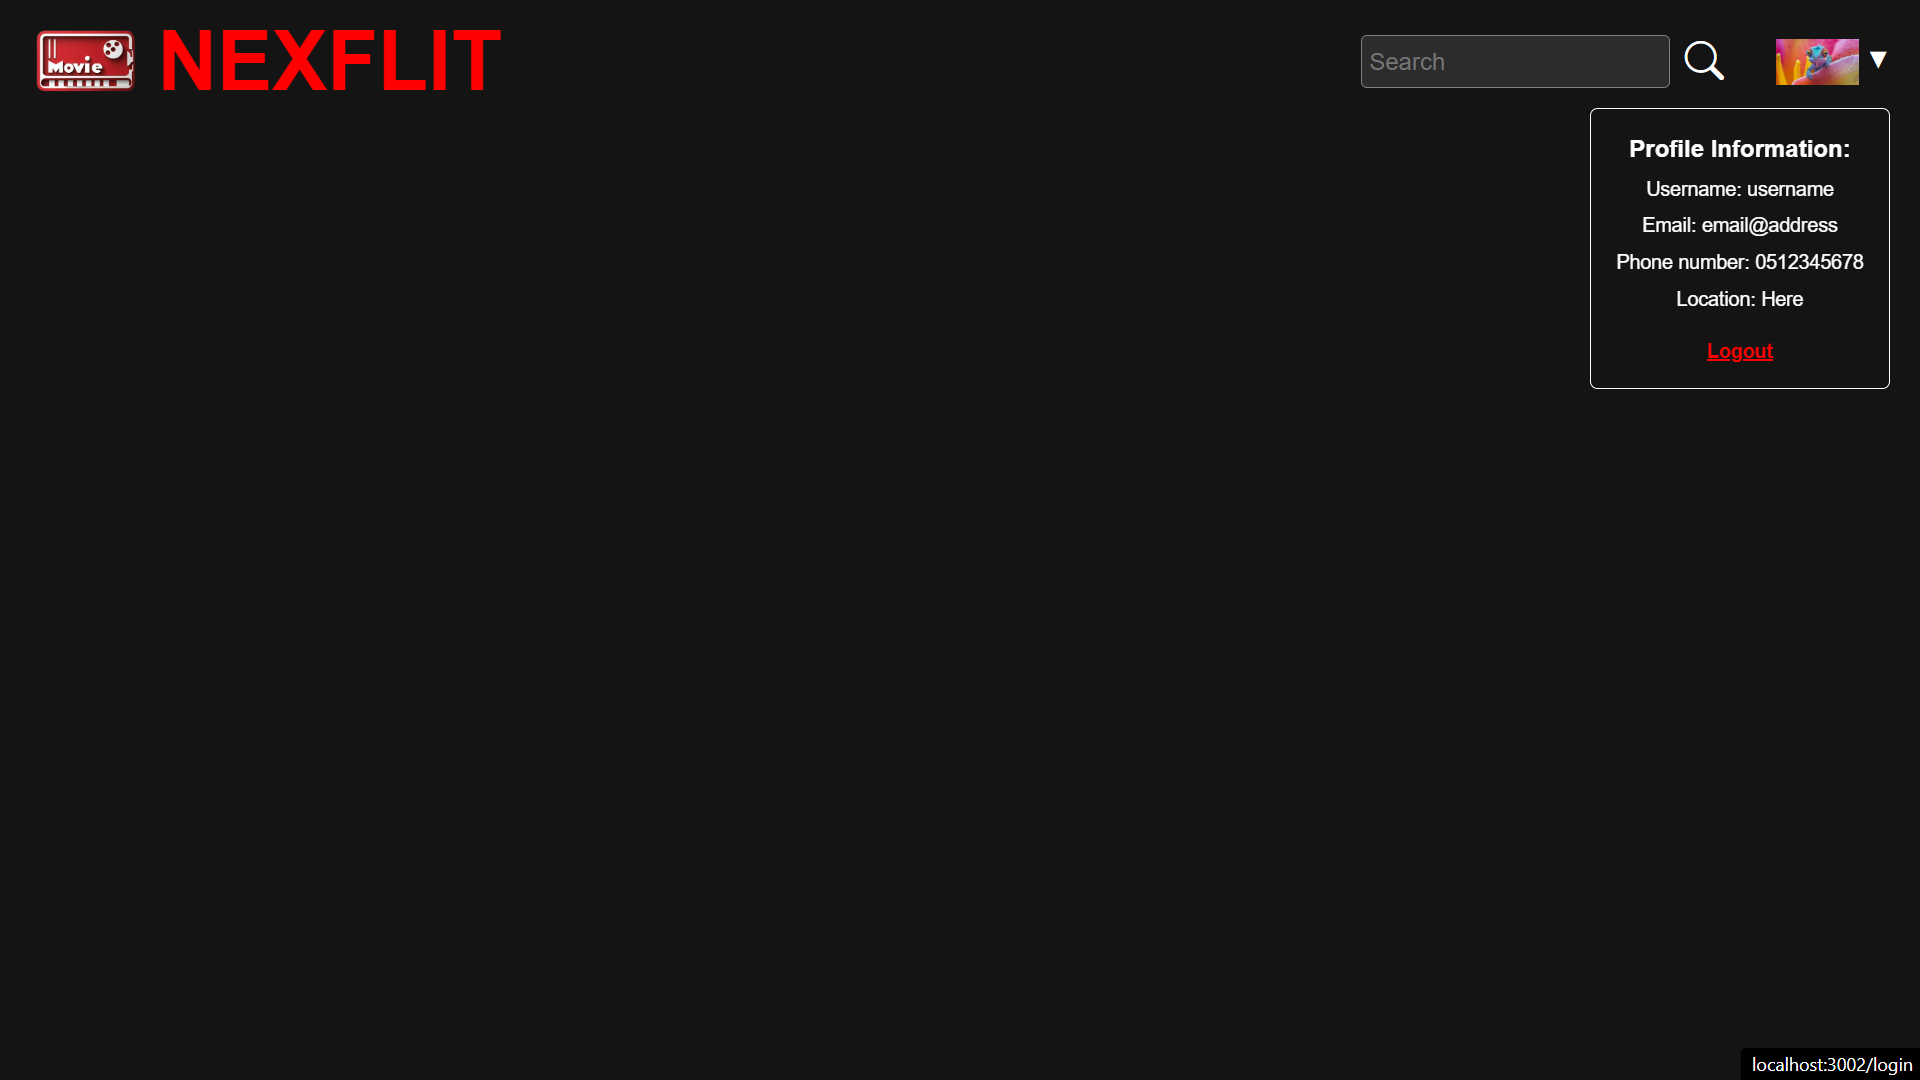 Movie
NEXFLIT
Search
▼
Profile Information:
Username: username
Email: email@address
Phone number: 0512345678
Location: Here
Logout
localhost:3002/login